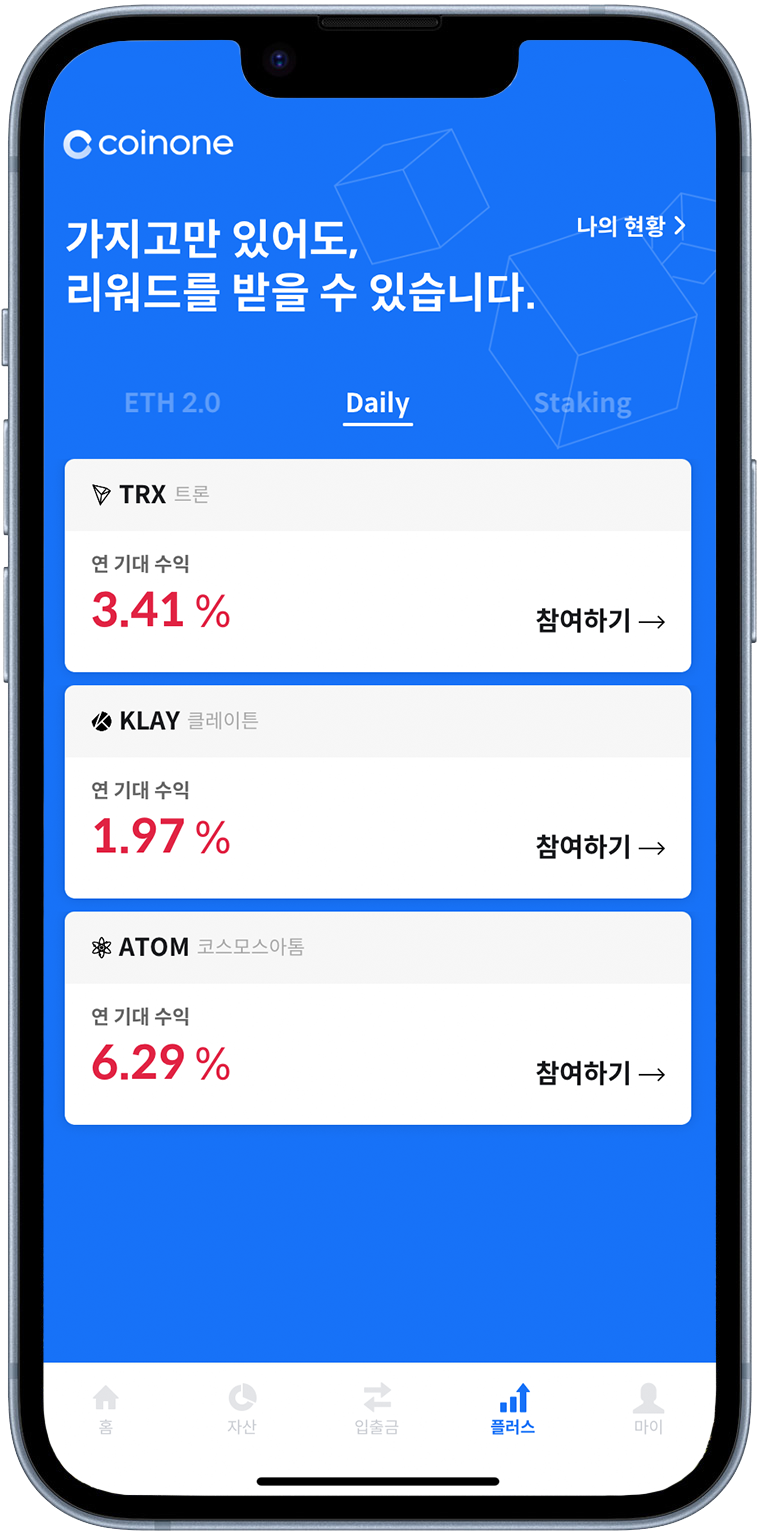 coinone
나의 현황
가지고만 있어도,
리워드를 받을 수 있습니다.
ETH 2.0 Daily Staking
TRX 트론
연 기대 수익
3.41 %
참여하기 →
KLAY 클레이튼
연 기대 수익
1.97 %
참여하기 →
ATOM 코스모스아톰
연 기대 수익
6.29 %
참여하기 →
홈 자산 입출금 플러스 마이